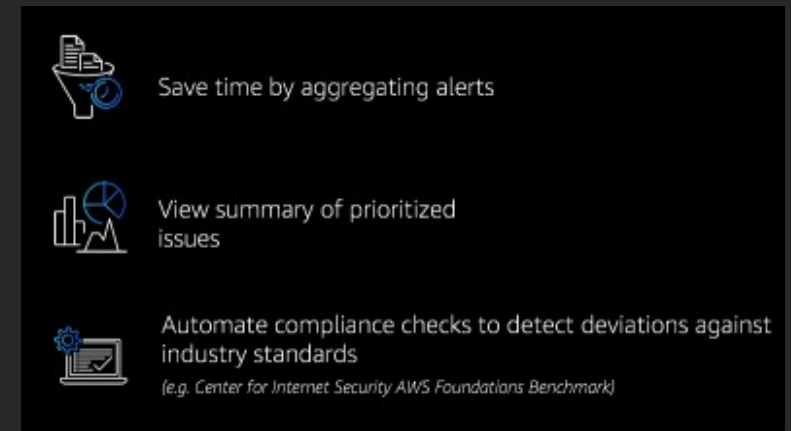 Save time by aggregating alerts
View summary of prioritized
issues
Automate compliance checks to detect deviations against
industry standards
(e.g. Center for Internet Security AWS Foundations Benchmark)